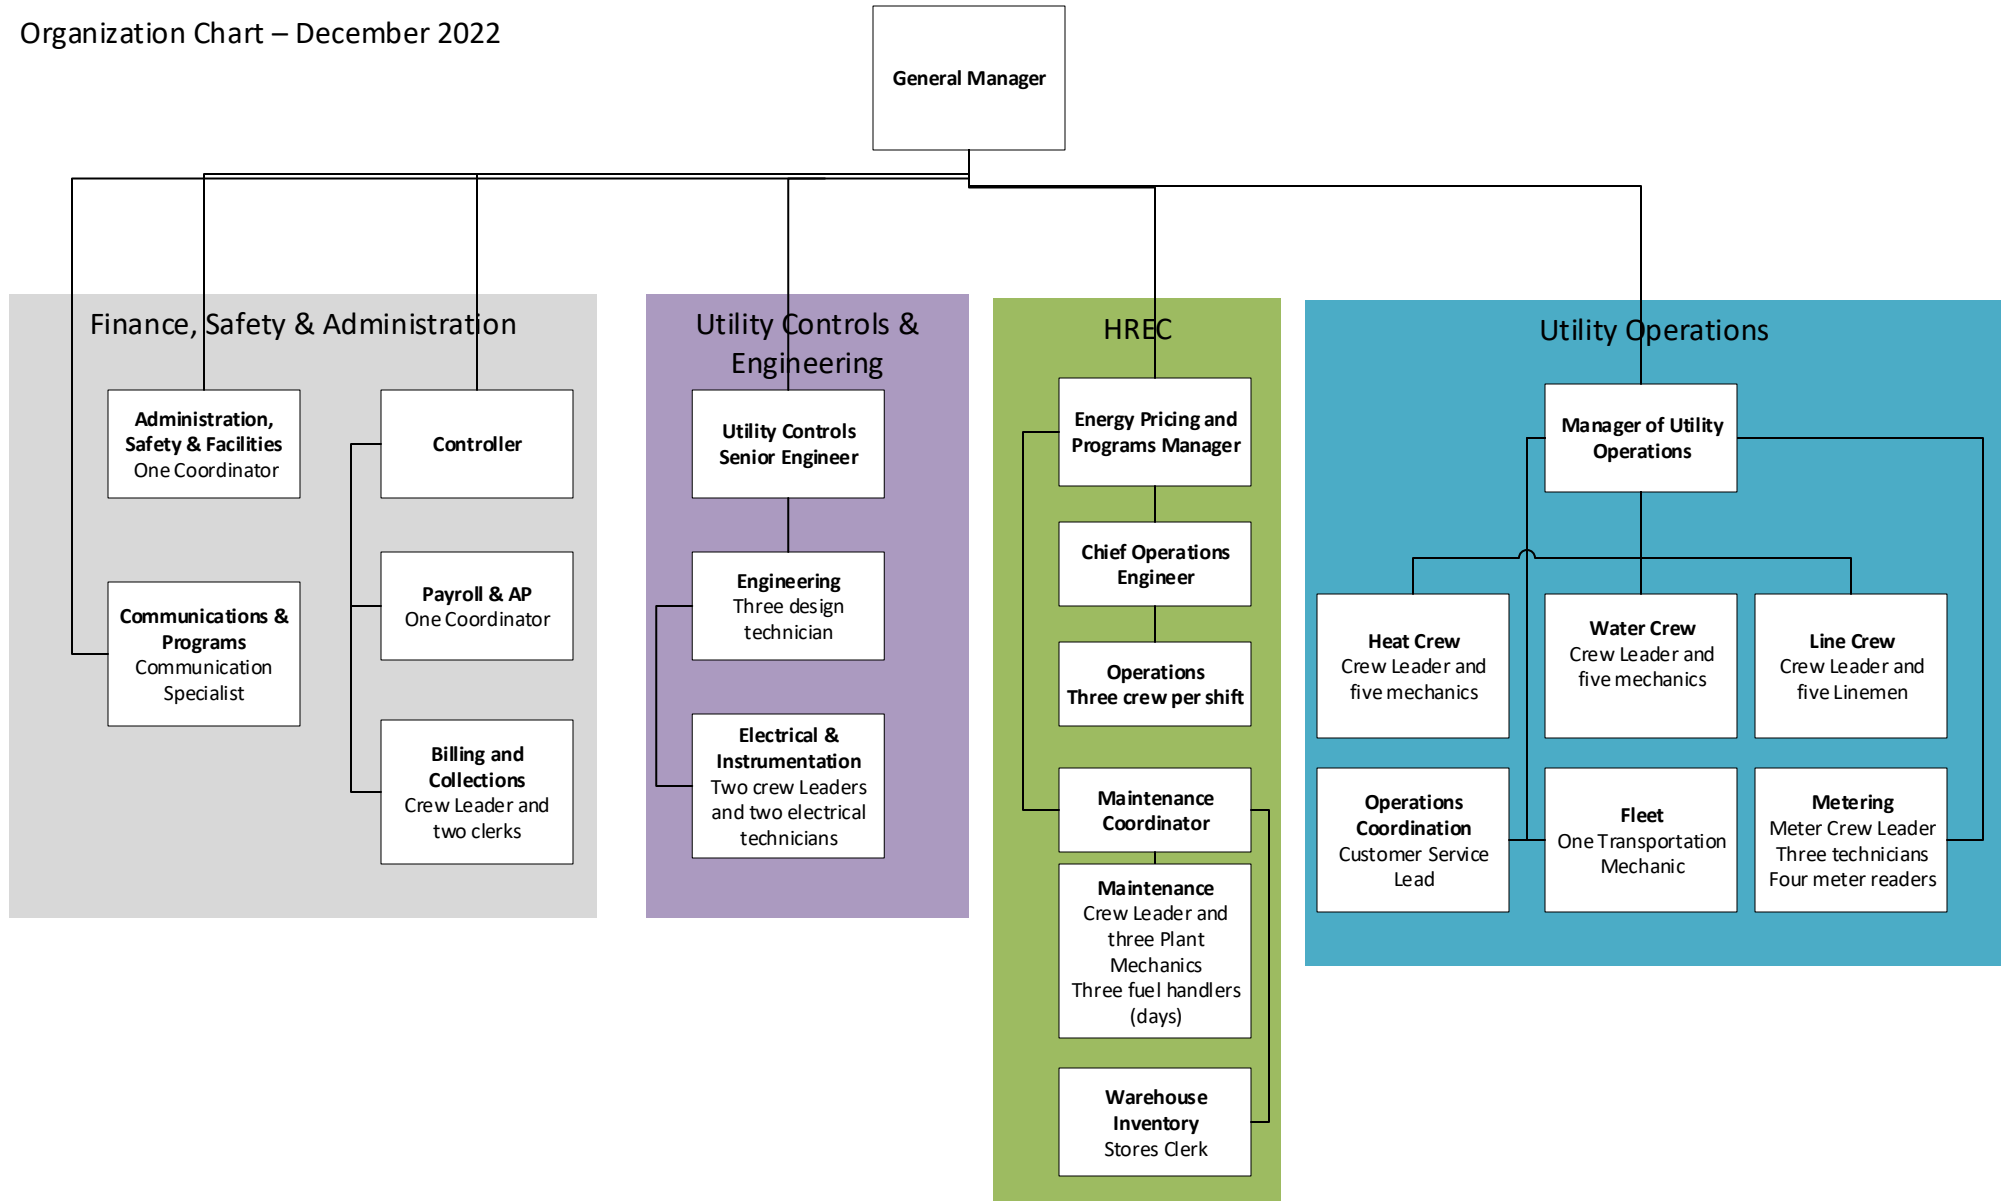 Organization Chart – December 2022
General Manager
Finance, Safety & Administration
Administration,
Safety & Facilities
One Coordinator
Controller
Communications &
Programs
Communication
Specialist
Payroll & AP
One Coordinator
Billing and
Collections
Crew Leader and
two clerks
Utility Controls &
Engineering
Utility Controls
Senior Engineer
Engineering
Three design
technician
Electrical &
Instrumentation
Two crew Leaders
and two electrical
technicians
HREC
Energy Pricing and
Programs Manager
Chief Operations
Engineer
Operations
Three crew per shift
Maintenance
Coordinator
Maintenance
Crew Leader and
three Plant
Mechanics
Three fuel handlers
(days)
Warehouse
Inventory
Stores Clerk
Utility Operations
Manager of Utility
Operations
Heat Crew
Crew Leader and
five mechanics
Water Crew
Crew Leader and
five mechanics
Line Crew
Crew Leader and
five Linemen
Operations
Coordination
Customer Service
Lead
Fleet
One Transportation
Mechanic
Metering
Meter Crew Leader
Three technicians
Four meter readers